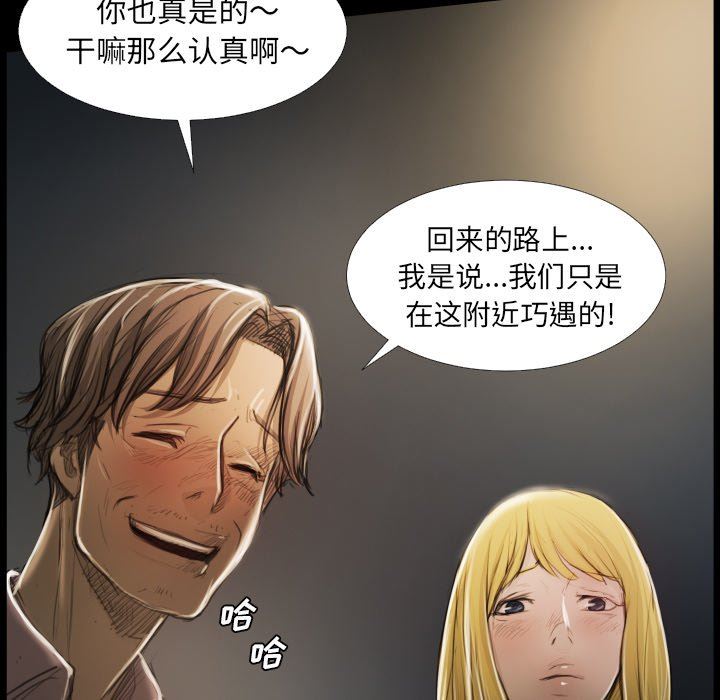 你也真是的～
干嘛那么认真啊～
回来的路上...
我是说...我们只是
在这附近巧遇的!
哈
哈